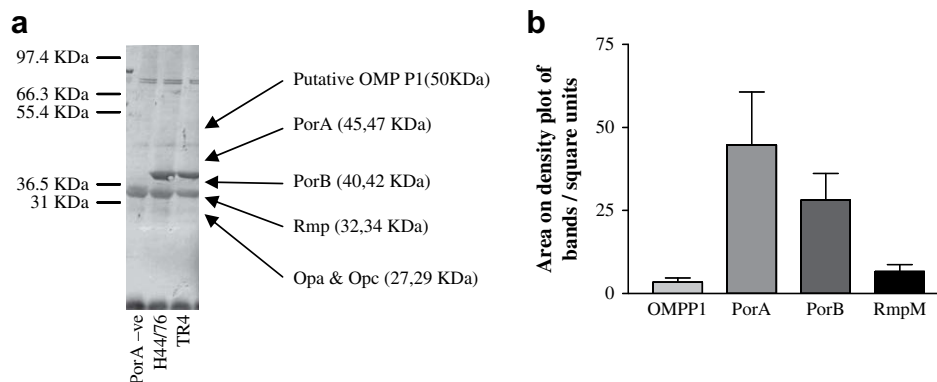 a
97.4 KDa
66.3 KDa
55.4 KDa
36.5 KDa
31 KDa
Putative OMP P1(50KDa)
PorA (45,47 KDa)
PorB (40,42 KDa)
Rmp (32,34 KDa)
Opa & Opc (27,29 KDa)
PorA –ve
H44/76
TR4
b
Area on density plot of
bands / square units
75
50
25
0
OMPP1 PorA PorB RmpM